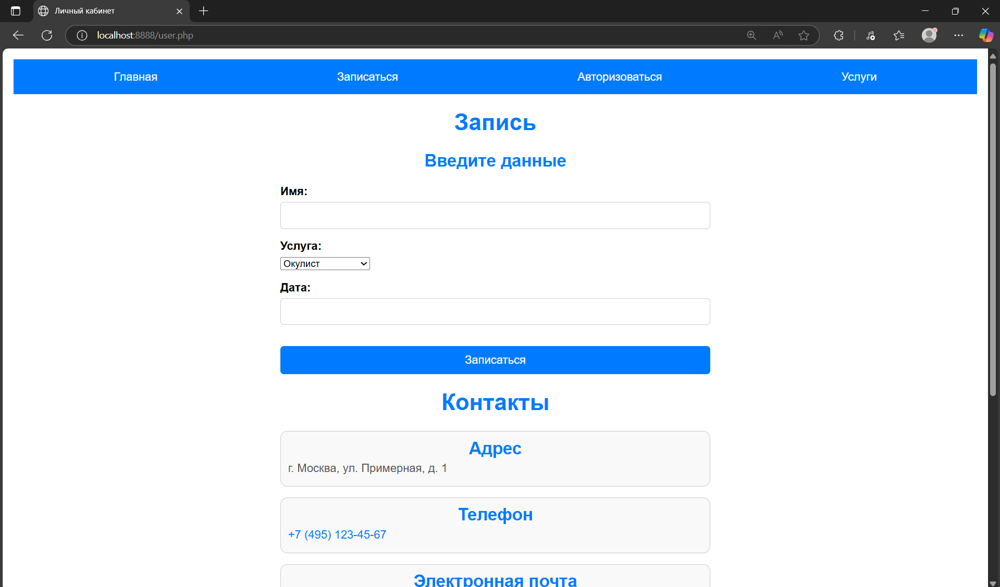 Личный кабинет
localhost:8888/user.php
Главная Записаться Авторизоваться Услуги
Запись
Введите данные
Имя:
Услуга:
Окулист
Дата:
Записаться
Контакты
Адрес
г. Москва, ул. Примерная, д. 1
Телефон
+7 (495) 123-45-67
Электронная почта